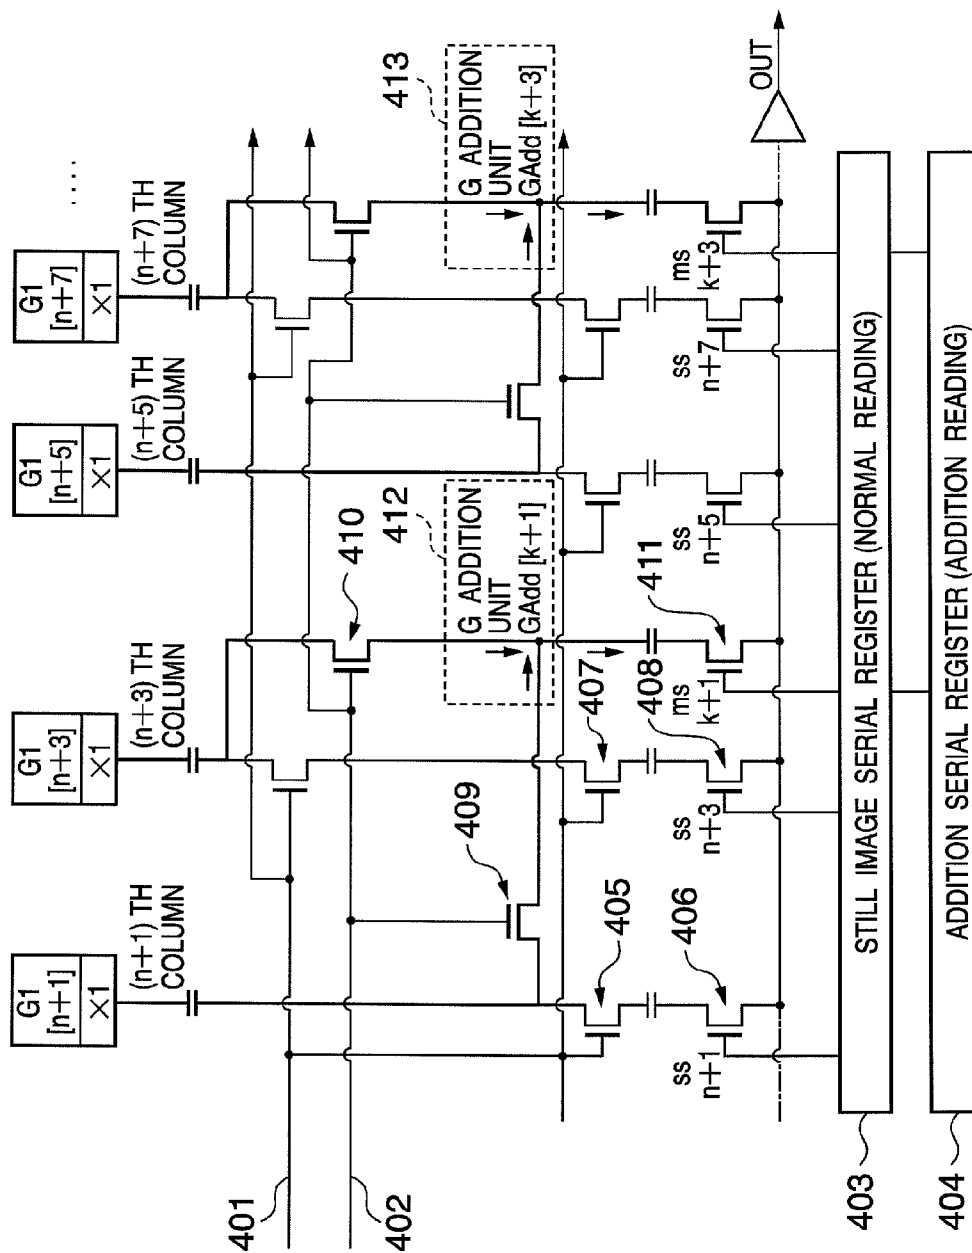 G1
[n+1]
×1
(n+1) TH
COLUMN
G1
[n+3]
×1
(n+3) TH
COLUMN
G1
[n+5]
×1
(n+5) TH
COLUMN
G1
[n+7]
×1
(n+7) TH
COLUMN
....
401
402
409
410
412
G ADDITION
UNIT
GAdd [k+1]
413
G ADDITION
UNIT
GAdd [k+3]
405
406
407
408
411
ss
n+1
ss
n+3
ms
k+1
ss
n+5
ss
n+7
ms
k+3
OUT
403
STILL IMAGE SERIAL REGISTER (NORMAL READING)
404
ADDITION SERIAL REGISTER (ADDITION READING)